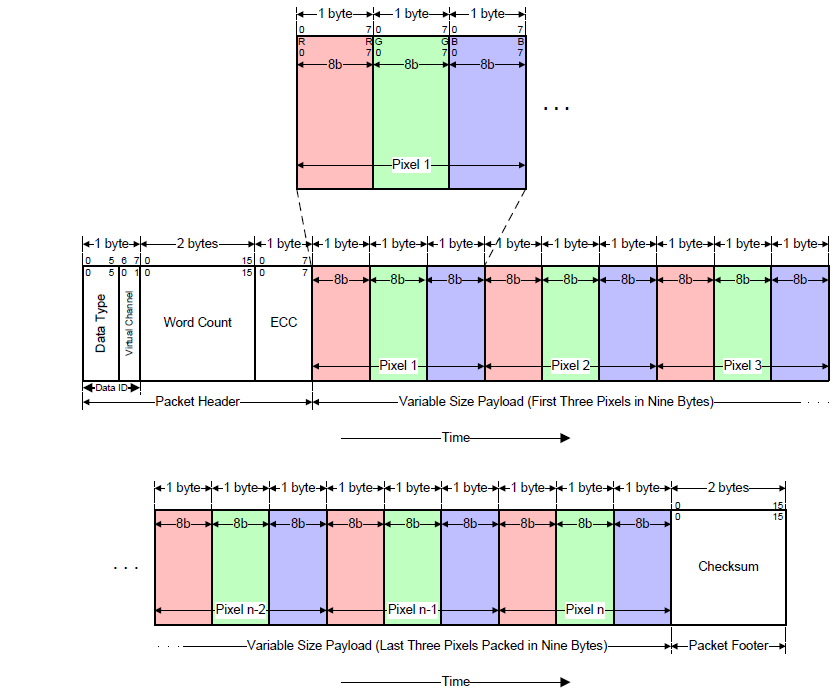 1 byte 1 byte 1 byte
0 7 0 7 0 7
R R G G B B
0 7 0 7 0 7
8b 8b 8b
. . .
Pixel 1
1 byte 2 bytes 1 byte 1 byte 1 byte 1 byte 1 byte 1 byte 1 byte 1 byte 1 byte 1 byte
0 5 6 7 0 15 0 7
0 5 0 1 0 15 0 7
8b 8b 8b 8b 8b 8b 8b 8b 8b
Data Type
Virtual Channel
Word Count
ECC
Pixel 1 Pixel 2 Pixel 3
Data ID
Packet Header Variable Size Payload (First Three Pixels in Nine Bytes) . . .
Time
1 byte 1 byte 1 byte 1 byte 1 byte 1 byte 1 byte 1 byte 1 byte 2 bytes
0 15
0 15
8b 8b 8b 8b 8b 8b 8b 8b 8b
. . .
Checksum
Pixel n-2 Pixel n-1 Pixel n
. . . Variable Size Payload (Last Three Pixels Packed in Nine Bytes) Packet Footer
Time